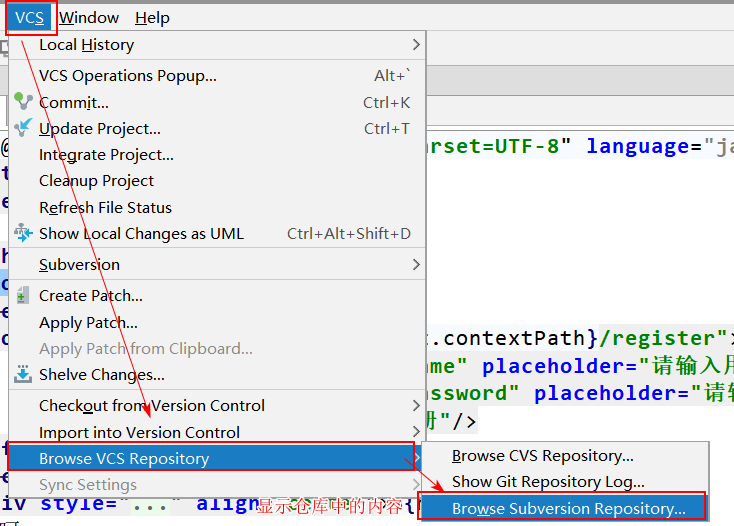 VCS Window Help
Local History
VCS Operations Popup... Alt+`
Commit... Ctrl+K
Update Project... Ctrl+T
Integrate Project...
Cleanup Project
Refresh File Status
Show Local Changes as UML Ctrl+Alt+Shift+D
Subversion
Create Patch...
Apply Patch...
Apply Patch from Clipboard...
Shelve Changes...
Checkout from Version Control
Import into Version Control
Browse VCS Repository
Sync Settings
Browse CVS Repository...
Show Git Repository Log...
Browse Subversion Repository...
arset=UTF-8" language="ja
t.contextPath}/register">
me" placeholder="请输入用
ssword" placeholder="请输
册"/>
iv style="..." align
显示仓库中的内容